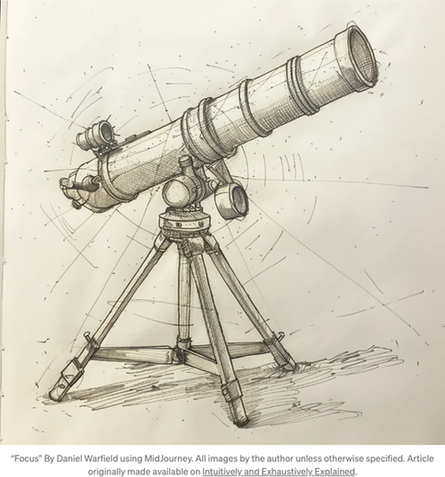 “Focus” By Daniel Warfield using MidJourney. All images by the author unless otherwise specified. Article
originally made available on Intuitively and Exhaustively Explained.